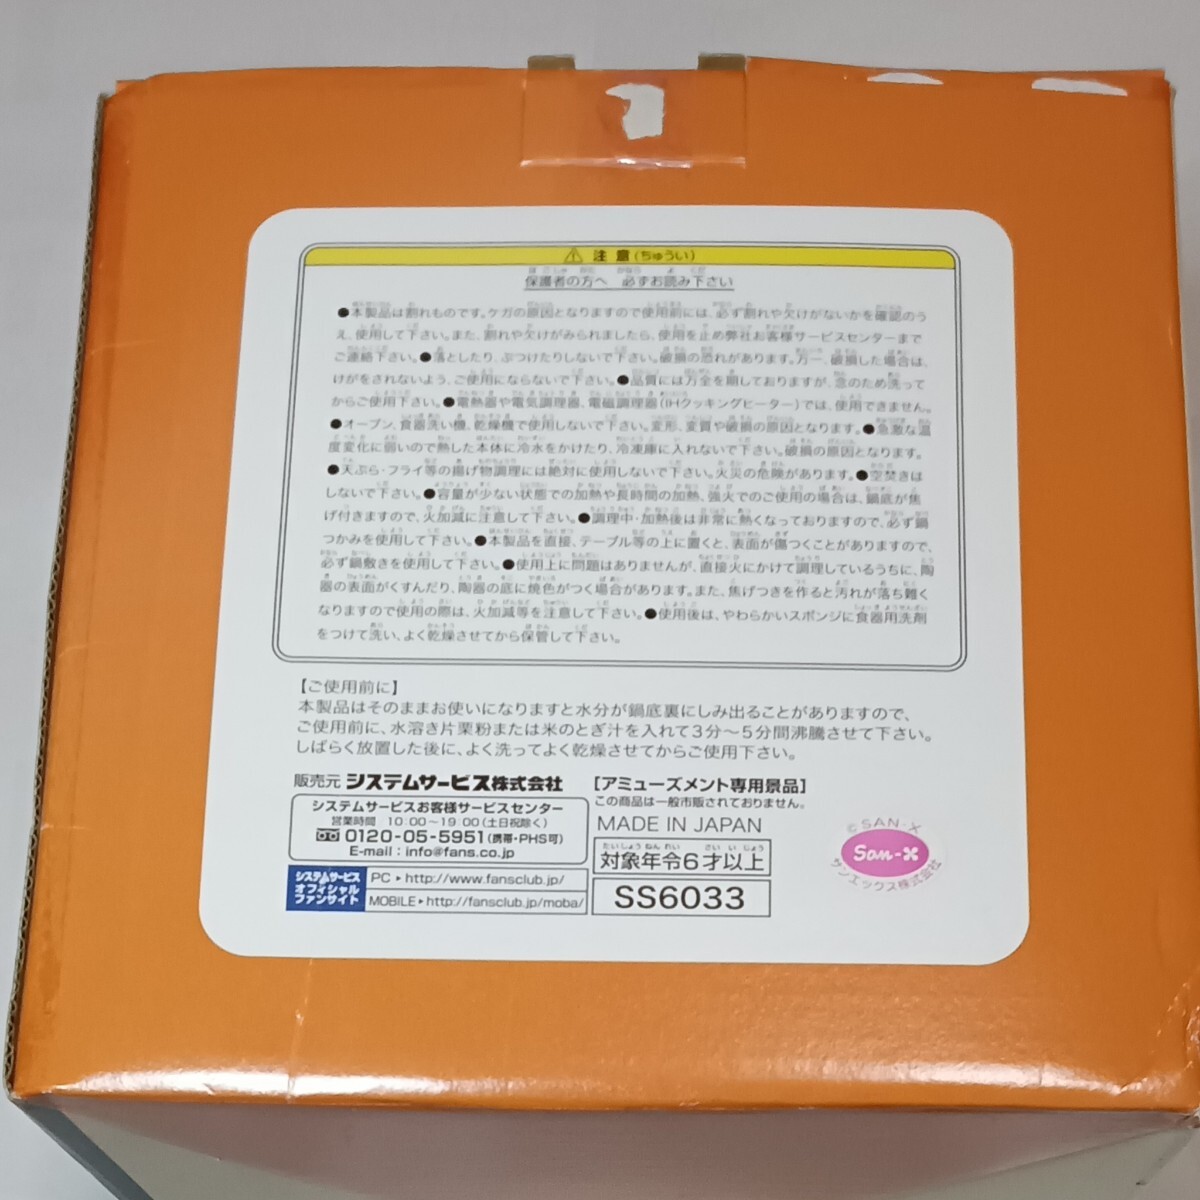 注意(ちゅうい)
保護者の方へ 必ずお読み下さい
●本製品は割れものです。ケガの原因となりますので使用前には、必ず割れや欠けがないかを確認のう
え、使用して下さい。また、割れや欠けがみられましたら、使用を止め弊社お客様サービスセンターまで
ご連絡下さい。●落としたり、ぶつけたりしないで下さい。破損の恐れがあります。万一、破損した場合は、
けがをされないよう、ご使用にならないで下さい。●品質には万全を期しておりますが、念のため洗って
からご使用下さい。●電熱器や電気調理器、電磁調理器(IHクッキングヒーター)では、使用できません。
●オーブン、食器洗い機、乾燥機で使用しないで下さい。変形、変質や破損の原因となります。●急激な温
度変化に弱いので熱した本体に冷水をかけたり、冷凍庫に入れないで下さい。破損の原因となります。
●天ぷら・フライ等の揚げ物調理には絶対に使用しないで下さい。火災の危険があります。●空焚きは
しないで下さい。●容量が少ない状態での加熱や長時間の加熱、強火でのご使用の場合は、鍋底が焦
げ付きますので、火加減に注意して下さい。●調理中・加熱後は非常に熱くなっておりますので、必ず鍋
つかみを使用して下さい。●本製品を直接、テーブル等の上に置くと、表面が傷つくことがありますので、
必ず鍋敷きを使用して下さい。●使用上に問題はありませんが、直接火にかけて調理しているうちに、陶
器の表面がくすんだり、陶器の底に焼色がつく場合があります。また、焦げつきを作ると汚れが落ち難く
なりますので使用の際は、火加減等を注意して下さい。●使用後は、やわらかいスポンジに食器用洗剤
をつけて洗い、よく乾燥させてから保管して下さい。
【ご使用前に】
本製品はそのままお使いになりますと水分が鍋底裏にしみ出ることがありますので、
ご使用前に、水溶き片栗粉または米のとぎ汁を入れて3分～5分間沸騰させて下さい。
しばらく放置した後に、よく洗ってよく乾燥させてからご使用下さい。
販売元 システムサービス株式会社
システムサービスお客様サービスセンター
営業時間 10:00～19:00(土日祝除く)
0120-05-5951(携帯・PHS可)
E-mail：info@fans.co.jp
システムサービス
オフィシャル
ファンサイト
PC▶http://www.fansclub.jp/
MOBILE▶http://fansclub.jp/moba/
[アミューズメント専用景品]
この商品は一般市販されておりません。
MADE IN JAPAN
たいしょうねんれい さいいじょう
対象年令6才以上
SS6033
©SAN-X
San-X
サンエックス株式会社